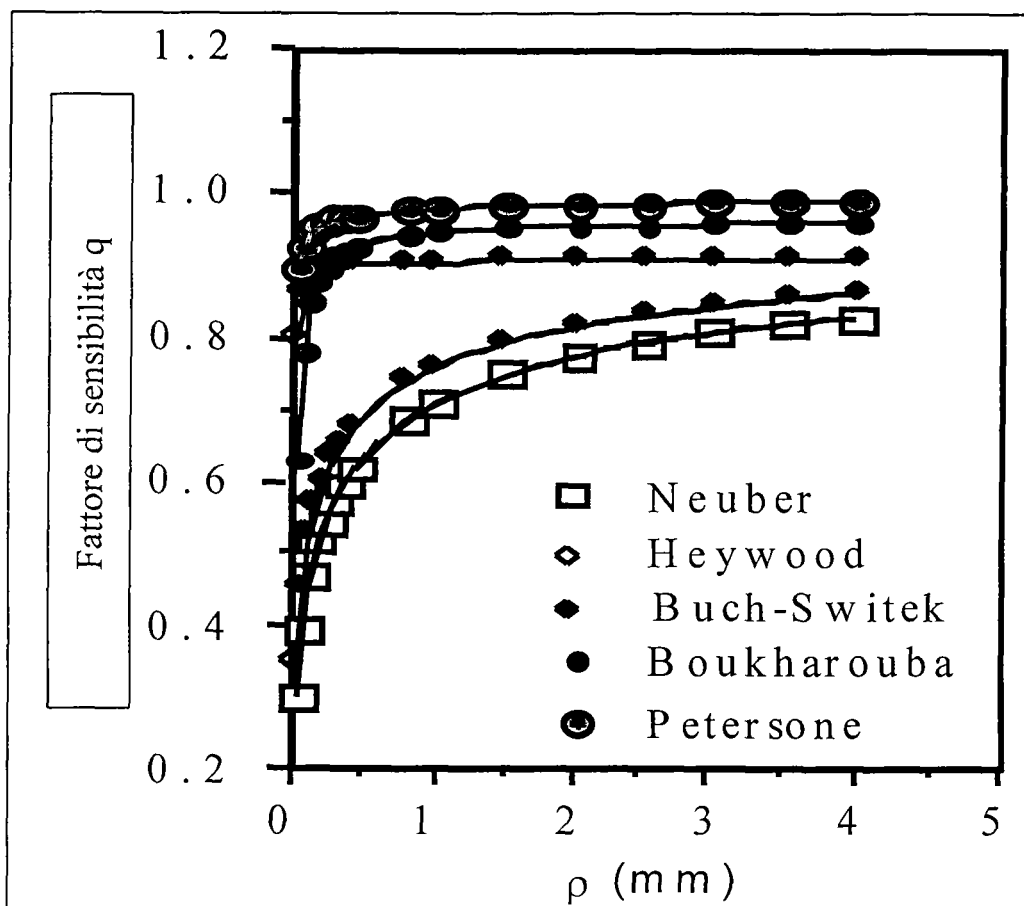 1.2
1.0
0.8
0.6
0.4
0.2
Fattore di sensibilità q
Neuber
Heywood
Buch-Switek
Boukharouba
Petersone
0 1 2 3 4 5
ρ (mm)